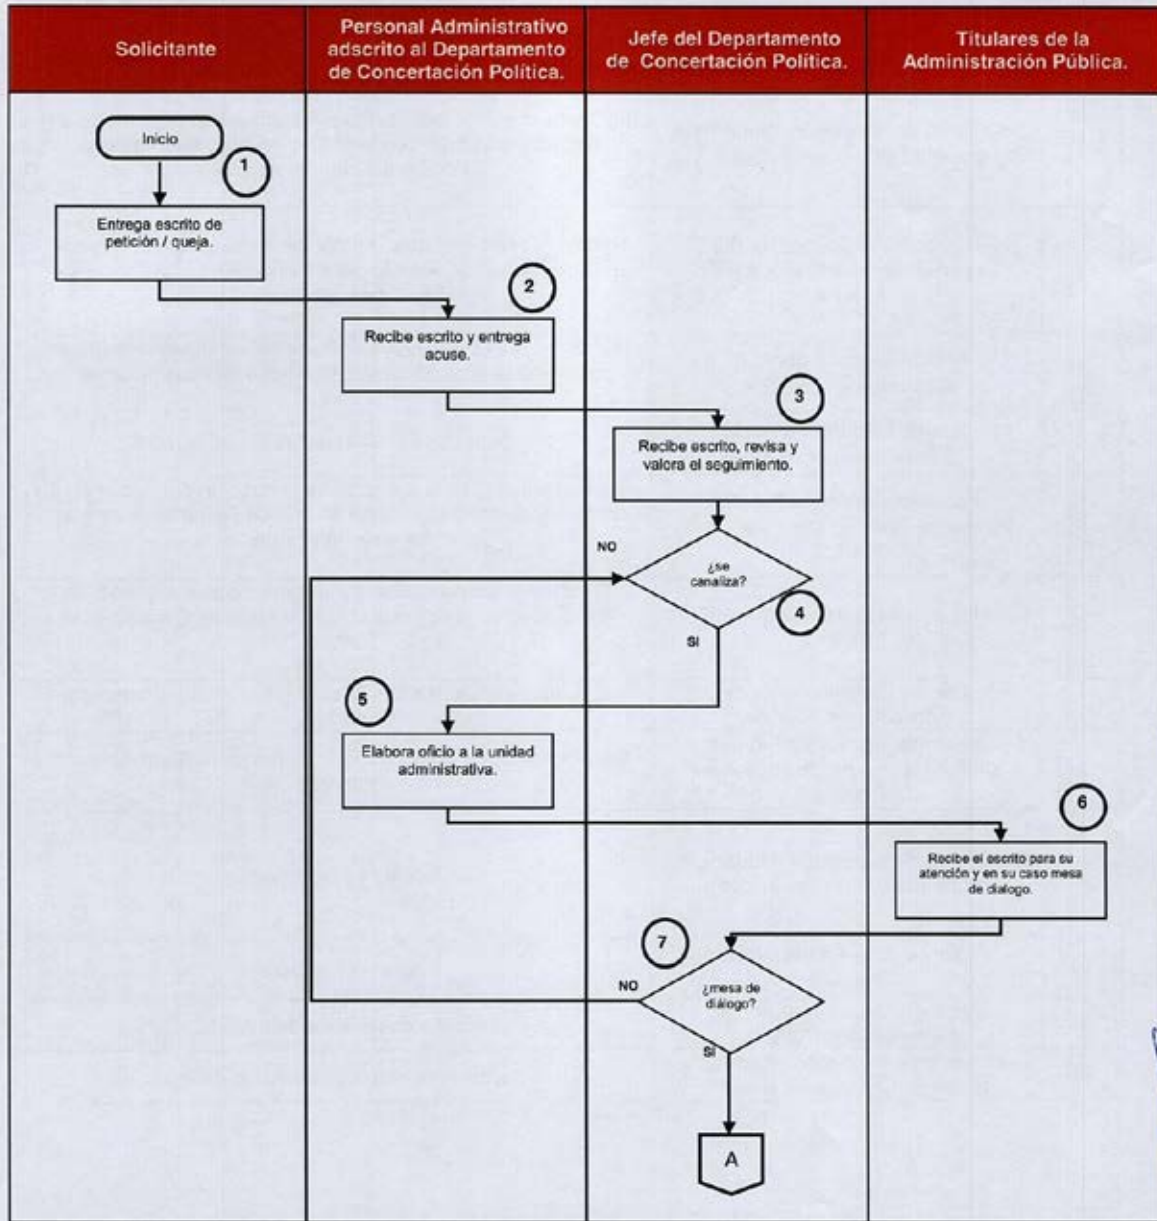 Solicitante
Personal Administrativo
adscrito al Departamento
de Concertación Política.
Jefe del Departamento
de Concertación Política.
Titulares de la
Administración Pública.
Inicio
1
Entrega escrito de
petición / queja.
2
Recibe escrito y entrega
acuse.
3
Recibe escrito, revisa y
valora el seguimiento.
NO
¿se
canaliza?
4
SI
5
Elabora oficio a la unidad
administrativa.
6
Recibe el escrito para su
atención y en su caso mesa
de dialogo.
7
NO
¿mesa de
diálogo?
SI
A